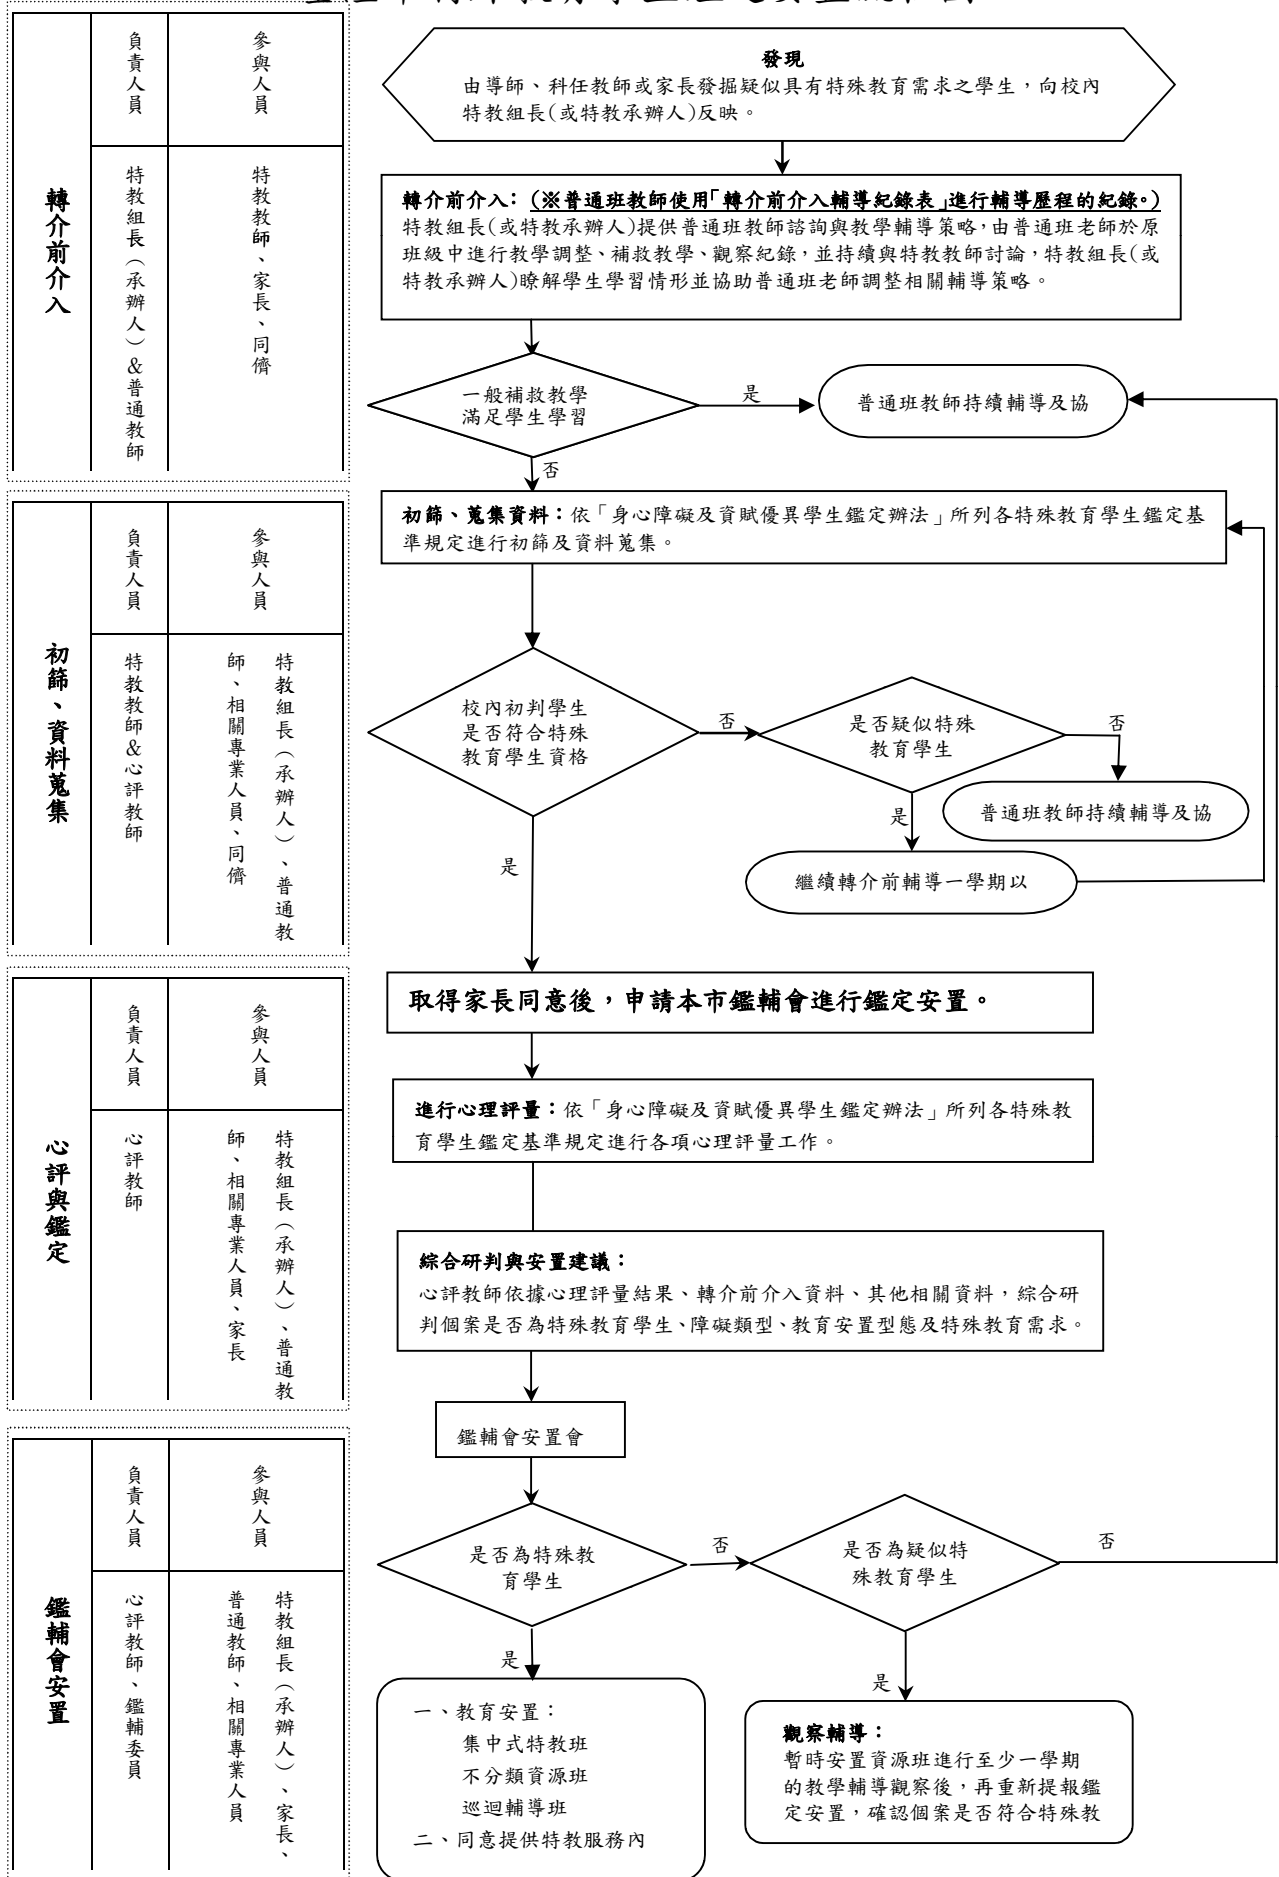 發現
由導師、科任教師或家長發掘疑似具有特殊教育需求之學生，向校內
特教組長(或特教承辦人)反映。
轉介前介入
負責人員
參與人員
特教組長（承辦人）&普通教師
特教教師、家長、同儕
轉介前介入：(※普通班教師使用「轉介前介入輔導紀錄表」進行輔導歷程的紀錄。)
特教組長(或特教承辦人)提供普通班教師諮詢與教學輔導策略，由普通班老師於原
班級中進行教學調整、補救教學、觀察紀錄，並持續與特教教師討論，特教組長(或
特教承辦人)瞭解學生學習情形並協助普通班老師調整相關輔導策略。
一般補救教學
滿足學生學習
是
普通班教師持續輔導及協
否
初篩、資料蒐集
負責人員
參與人員
特教教師&心評教師
特教組長（承辦人）、普通教
師、相關專業人員、同儕
初篩、蒐集資料：依「身心障礙及資賦優異學生鑑定辦法」所列各特殊教育學生鑑定基
準規定進行初篩及資料蒐集。
校內初判學生
是否符合特殊
教育學生資格
否
是否疑似特殊
教育學生
否
普通班教師持續輔導及協
是
繼續轉介前輔導一學期以
是
心評與鑑定
負責人員
參與人員
心評教師
特教組長（承辦人）、普通教
師、相關專業人員、家長
取得家長同意後，申請本市鑑輔會進行鑑定安置。
進行心理評量：依「身心障礙及資賦優異學生鑑定辦法」所列各特殊教
育學生鑑定基準規定進行各項心理評量工作。
綜合研判與安置建議：
心評教師依據心理評量結果、轉介前介入資料、其他相關資料，綜合研
判個案是否為特殊教育學生、障礙類型、教育安置型態及特殊教育需求。
鑑輔會安置會
鑑輔會安置
負責人員
參與人員
心評教師、鑑輔委員
特教組長（承辦人）、家長、
普通教師、相關專業人員
是否為特殊教
育學生
否
是否為疑似特
殊教育學生
否
是
一、教育安置：
集中式特教班
不分類資源班
巡迴輔導班
二、同意提供特教服務內
是
觀察輔導：
暫時安置資源班進行至少一學期
的教學輔導觀察後，再重新提報鑑
定安置，確認個案是否符合特殊教